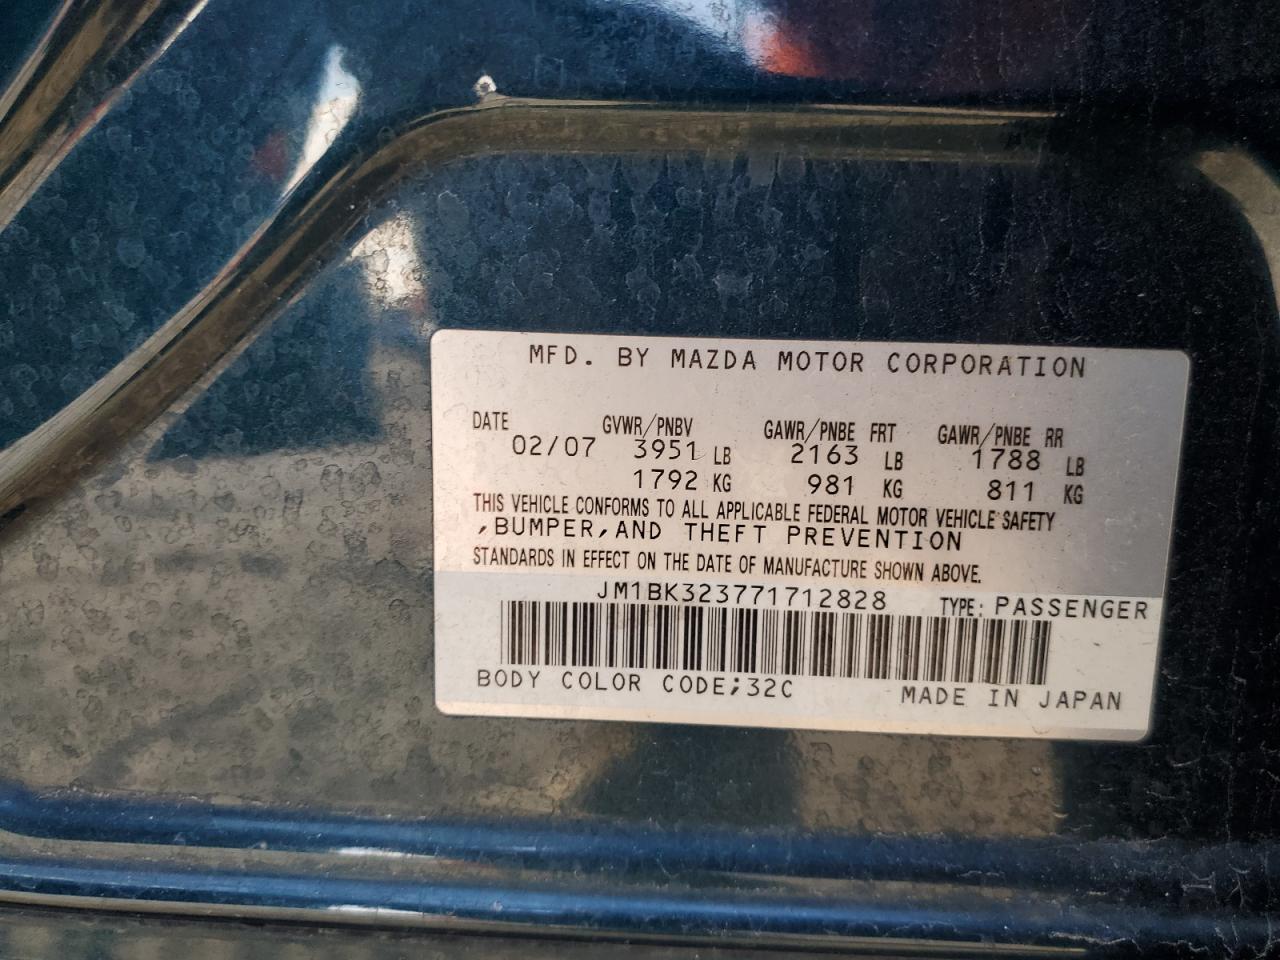 MFD. BY MAZDA MOTOR CORPORATION
DATE GVWR/PNBV GAWR/PNBE FRT GAWR/PNBE RR
02/07 3951 LB 2163 LB 1788 LB
1792 KG 981 KG 811 KG
THIS VEHICLE CONFORMS TO ALL APPLICABLE FEDERAL MOTOR VEHICLE SAFETY
,BUMPER,AND THEFT PREVENTION
STANDARDS IN EFFECT ON THE DATE OF MANUFACTURE SHOWN ABOVE.
JM1BK323771712828 TYPE: PASSENGER
BODY COLOR CODE;32C MADE IN JAPAN